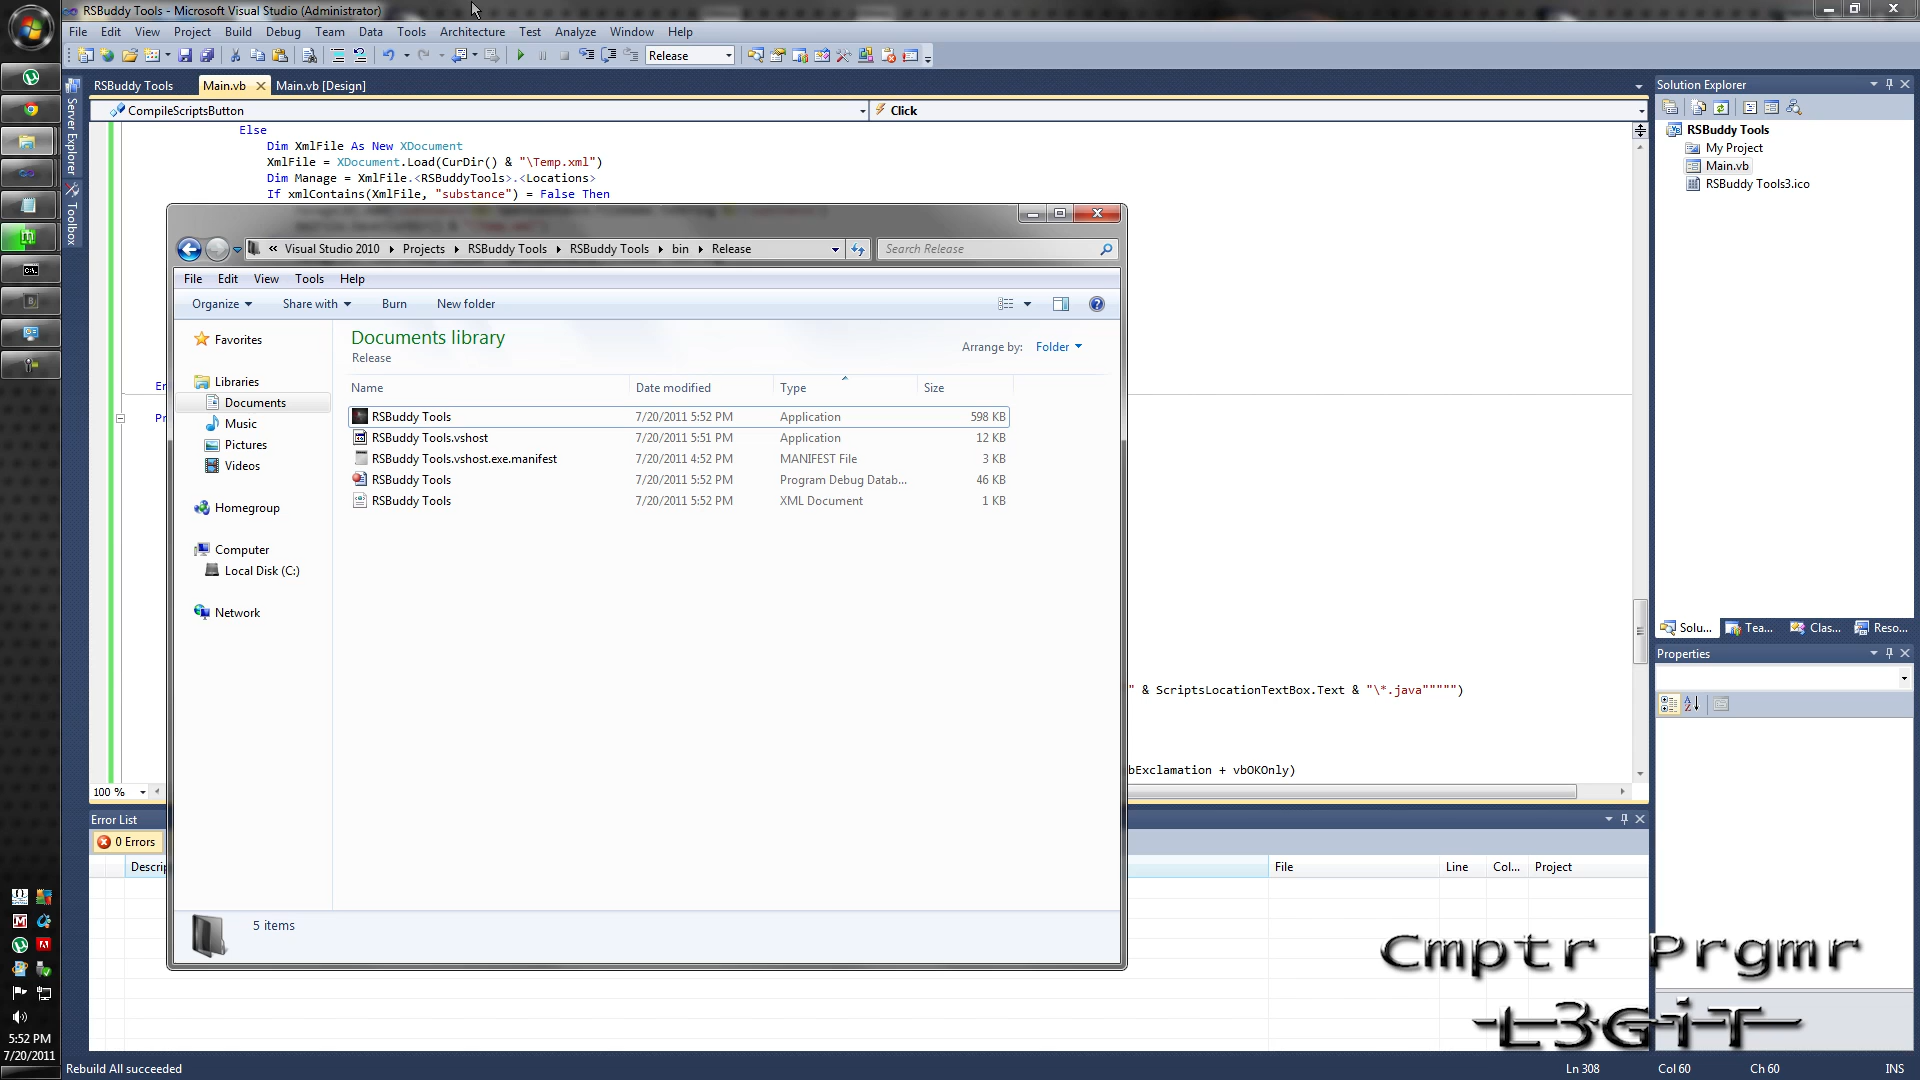 RSBuddy Tools - Microsoft Visual Studio (Administrator)
File Edit View Project Build Debug Team Data Tools Architecture Test Analyze Window Help
Release
RSBuddy Tools Main.vb Main.vb [Design]
CompileScriptsButton Click
Server Explorer
Toolbox
Else
Dim XmlFile As New XDocument
XmlFile = XDocument.Load(CurDir() & "\Temp.xml")
Dim Manage = XmlFile.<RSBuddyTools>.<Locations>
If xmlContains(XmlFile, "substance") = False Then
« Visual Studio 2010 Projects RSBuddy Tools RSBuddy Tools bin Release
Search Release
File Edit View Tools Help
Organize Share with Burn New folder
Favorites
Libraries
Documents
Music
Pictures
Videos
Homegroup
Computer
Local Disk (C:)
Network
Documents library
Release
Arrange by: Folder
Name Date modified Type Size
RSBuddy Tools 7/20/2011 5:52 PM Application 598 KB
RSBuddy Tools.vshost 7/20/2011 5:51 PM Application 12 KB
RSBuddy Tools.vshost.exe.manifest 7/20/2011 4:52 PM MANIFEST File 3 KB
RSBuddy Tools 7/20/2011 5:52 PM Program Debug Datab... 46 KB
RSBuddy Tools 7/20/2011 5:52 PM XML Document 1 KB
5 items
" & ScriptsLocationTextBox.Text & "\*.java""""")
bExclamation + vbOKOnly)
100 %
Error List
0 Errors
Descrip File Line Col... Project
Solution Explorer
RSBuddy Tools
My Project
Main.vb
RSBuddy Tools3.ico
Solu... Tea... Clas... Reso...
Properties
Cmptr Prgmr
-L3GiT-
5:52 PM
7/20/2011
Rebuild All succeeded Ln 308 Col 60 Ch 60 INS